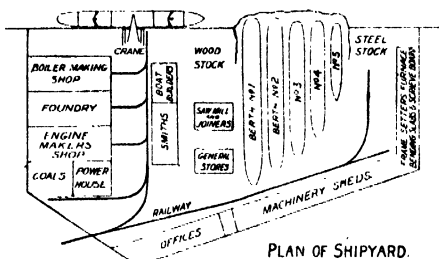 CRANE
BOILER MAKING
SHOP
FOUNDRY
ENGINE
MAKERS
SHOP
COALS
POWER
HOUSE
BOAT
BUILDERS
SMITHS
WOOD
STOCK
SAW MILL
AND
JOINERS
GENERAL
STORES
BERTH Nº1
BERTH Nº2
Nº3
Nº4
Nº5
STEEL
STOCK
FRAME SETTERS FURNACE
BENDING SLABS & SCRIEVE BOARD
RAILWAY
OFFICES
MACHINERY SHEDS
PLAN OF SHIPYARD.